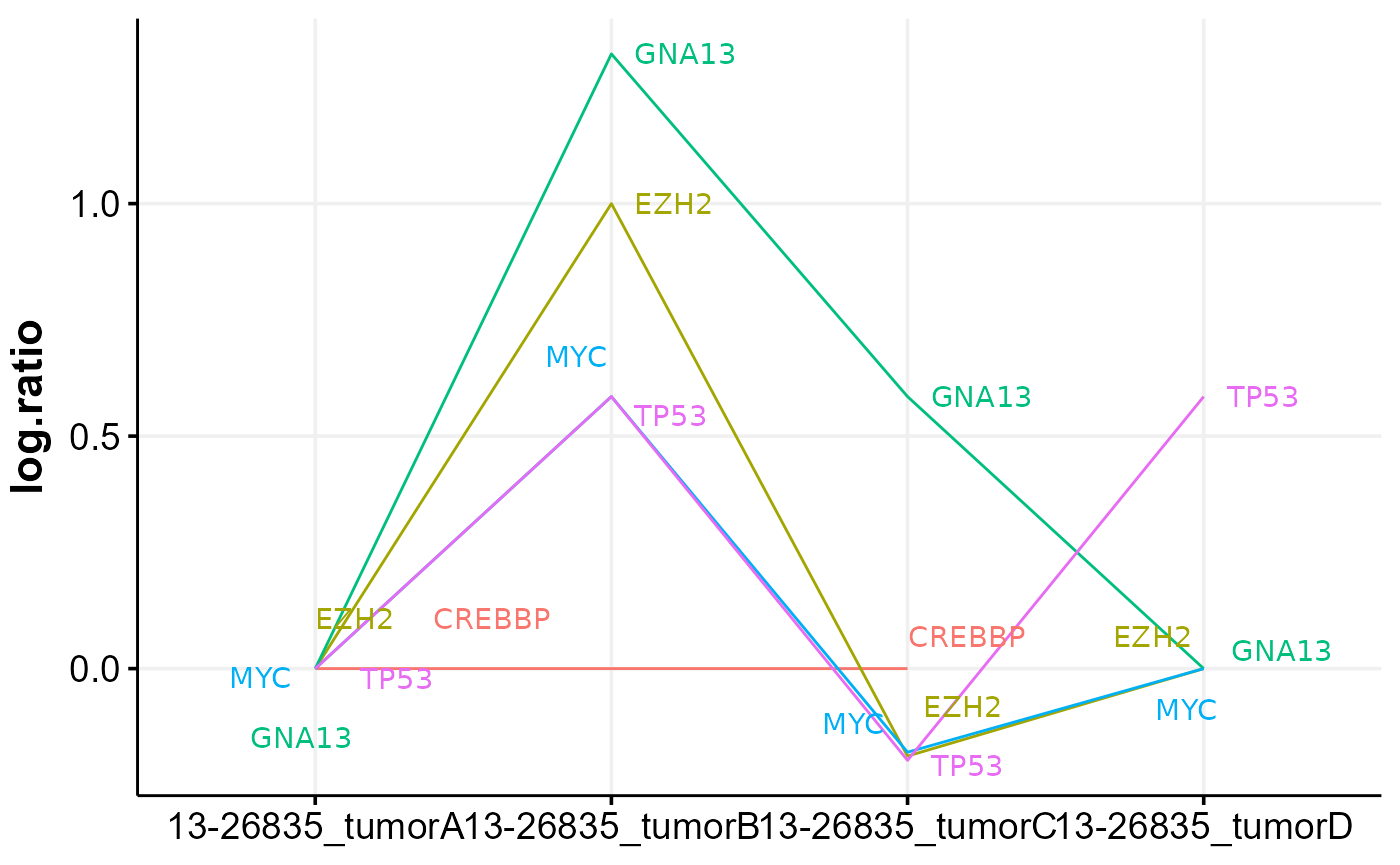 GNA13
1.0
EZH2
MYC
GNA13
TP53
TP53
0.5
log.ratio
EZH2
CREBBP
CREBBP
EZH2
GNA13
0.0
MYC
TP53
EZH2
MYC
MYC
GNA13
TP53
13-26835_tumorA13-26835_tumorB13-26835_tumorC13-26835_tumorD